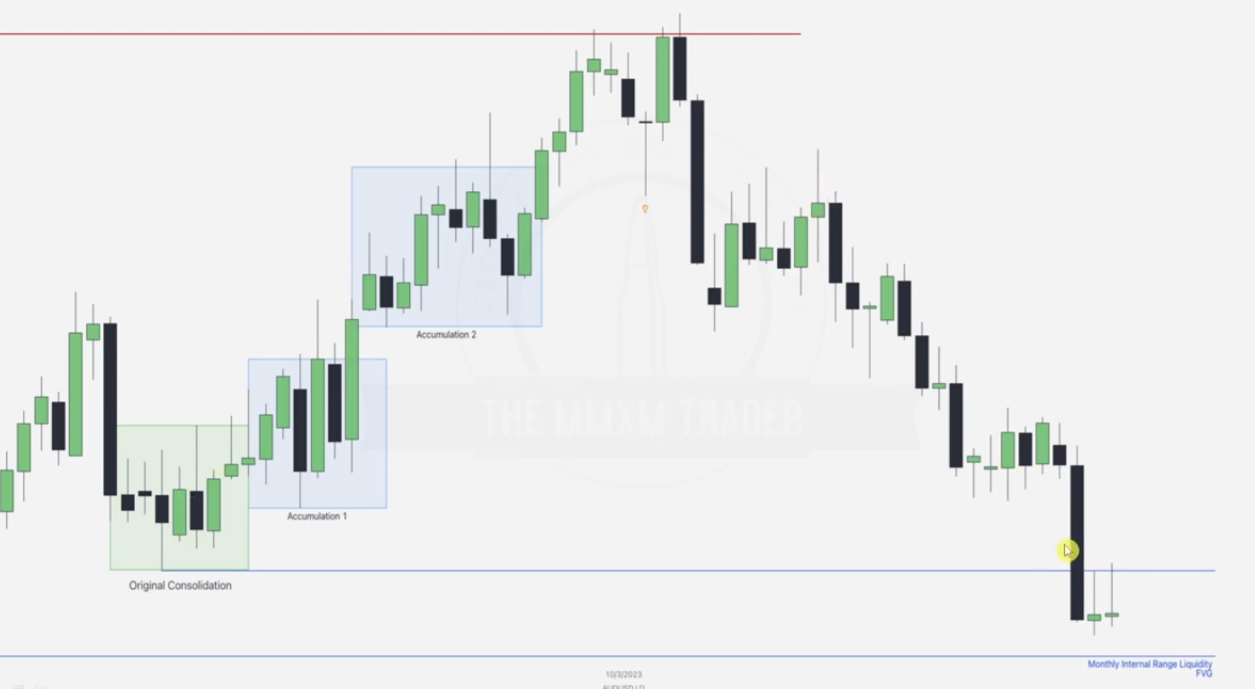 Accumulation 2
THE MMXM TRADER
Accumulation 1
Original Consolidation
Monthly Internal Range Liquidity
FVG
10/3/2023